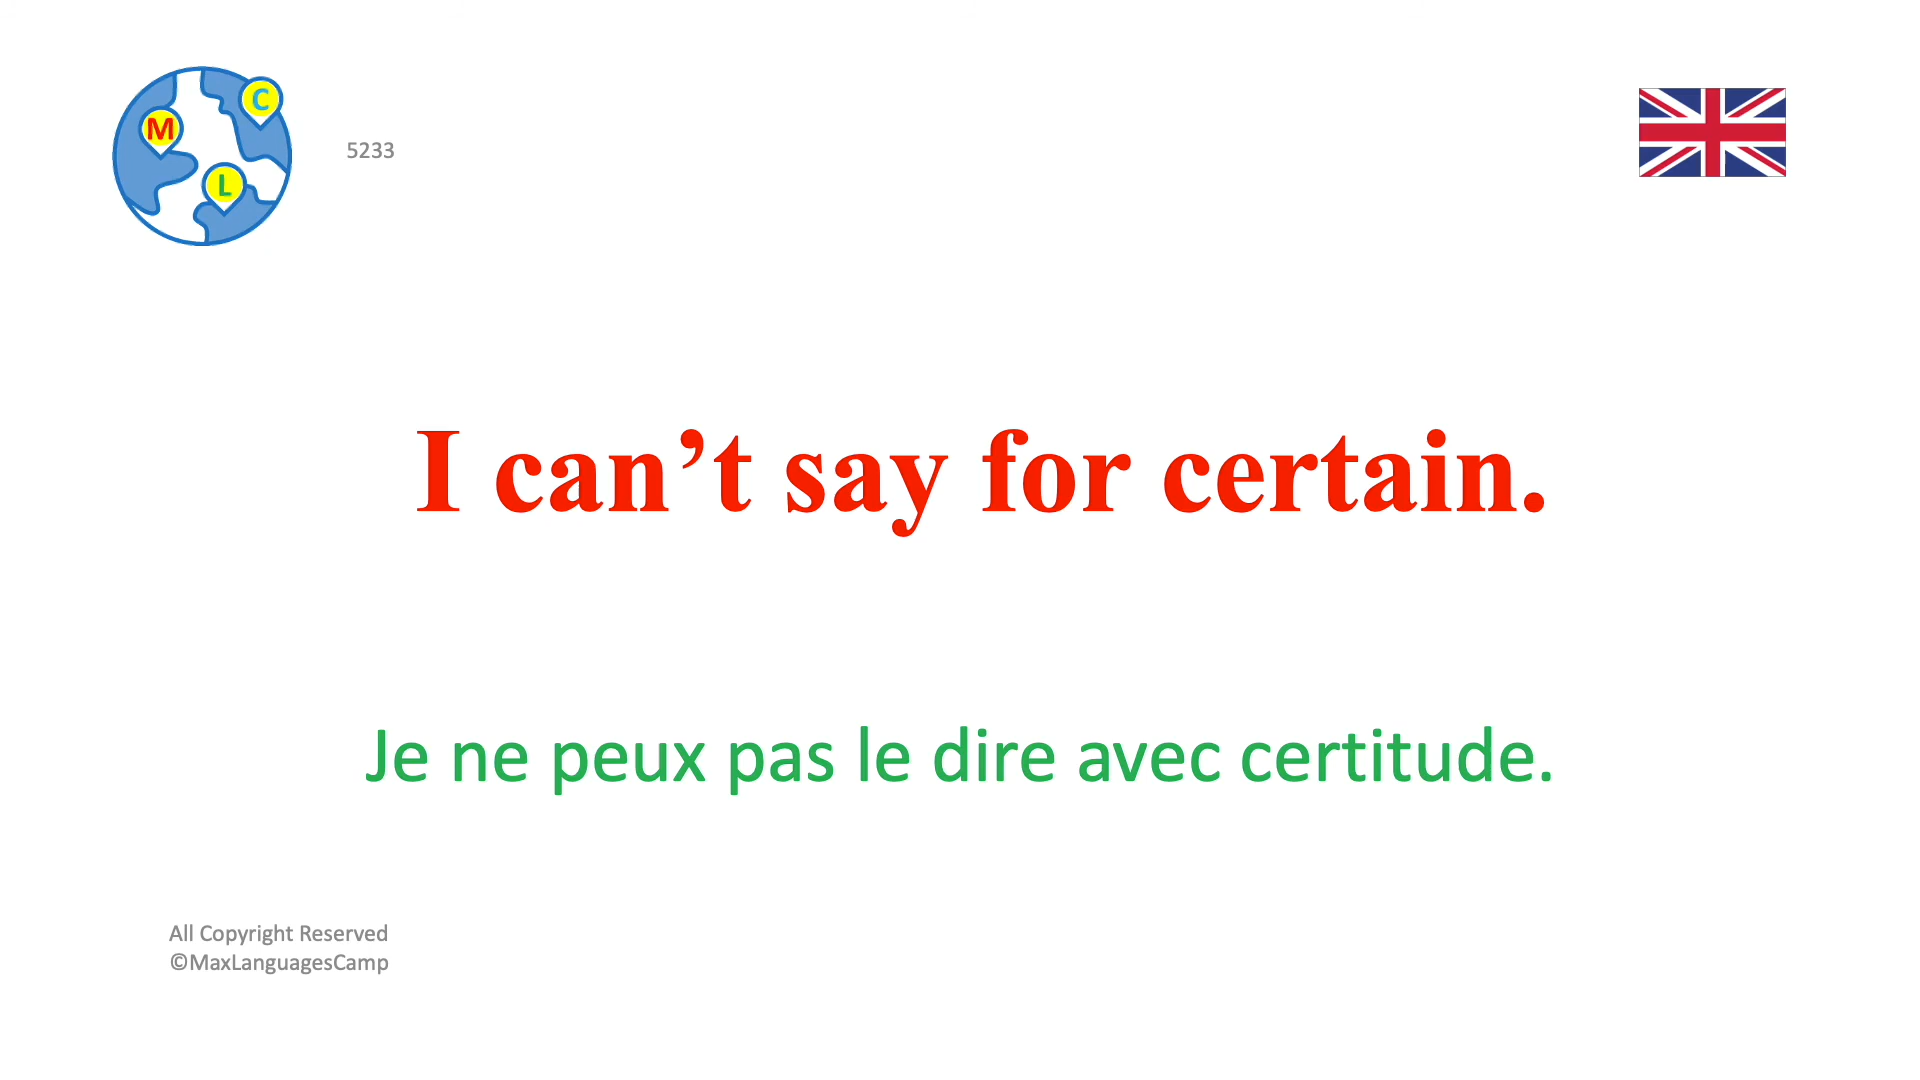 M
C
L
5233
I can’t say for certain.
Je ne peux pas le dire avec certitude.
All Copyright Reserved
©MaxLanguagesCamp